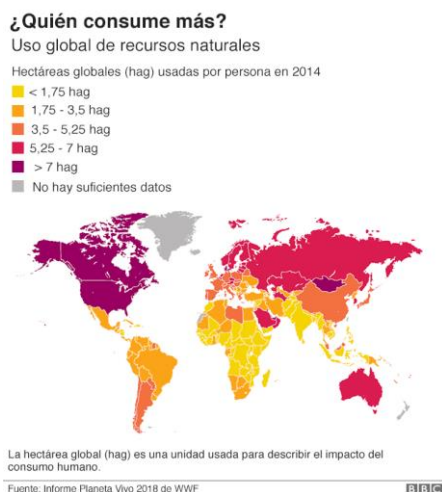 ¿Quién consume más?
Uso global de recursos naturales
Hectáreas globales (hag) usadas por persona en 2014
< 1,75 hag
1,75 - 3,5 hag
3,5 - 5,25 hag
5,25 - 7 hag
> 7 hag
No hay suficientes datos
La hectárea global (hag) es una unidad usada para describir el impacto del
consumo humano.
Fuente: Informe Planeta Vivo 2018 de WWF
BBC